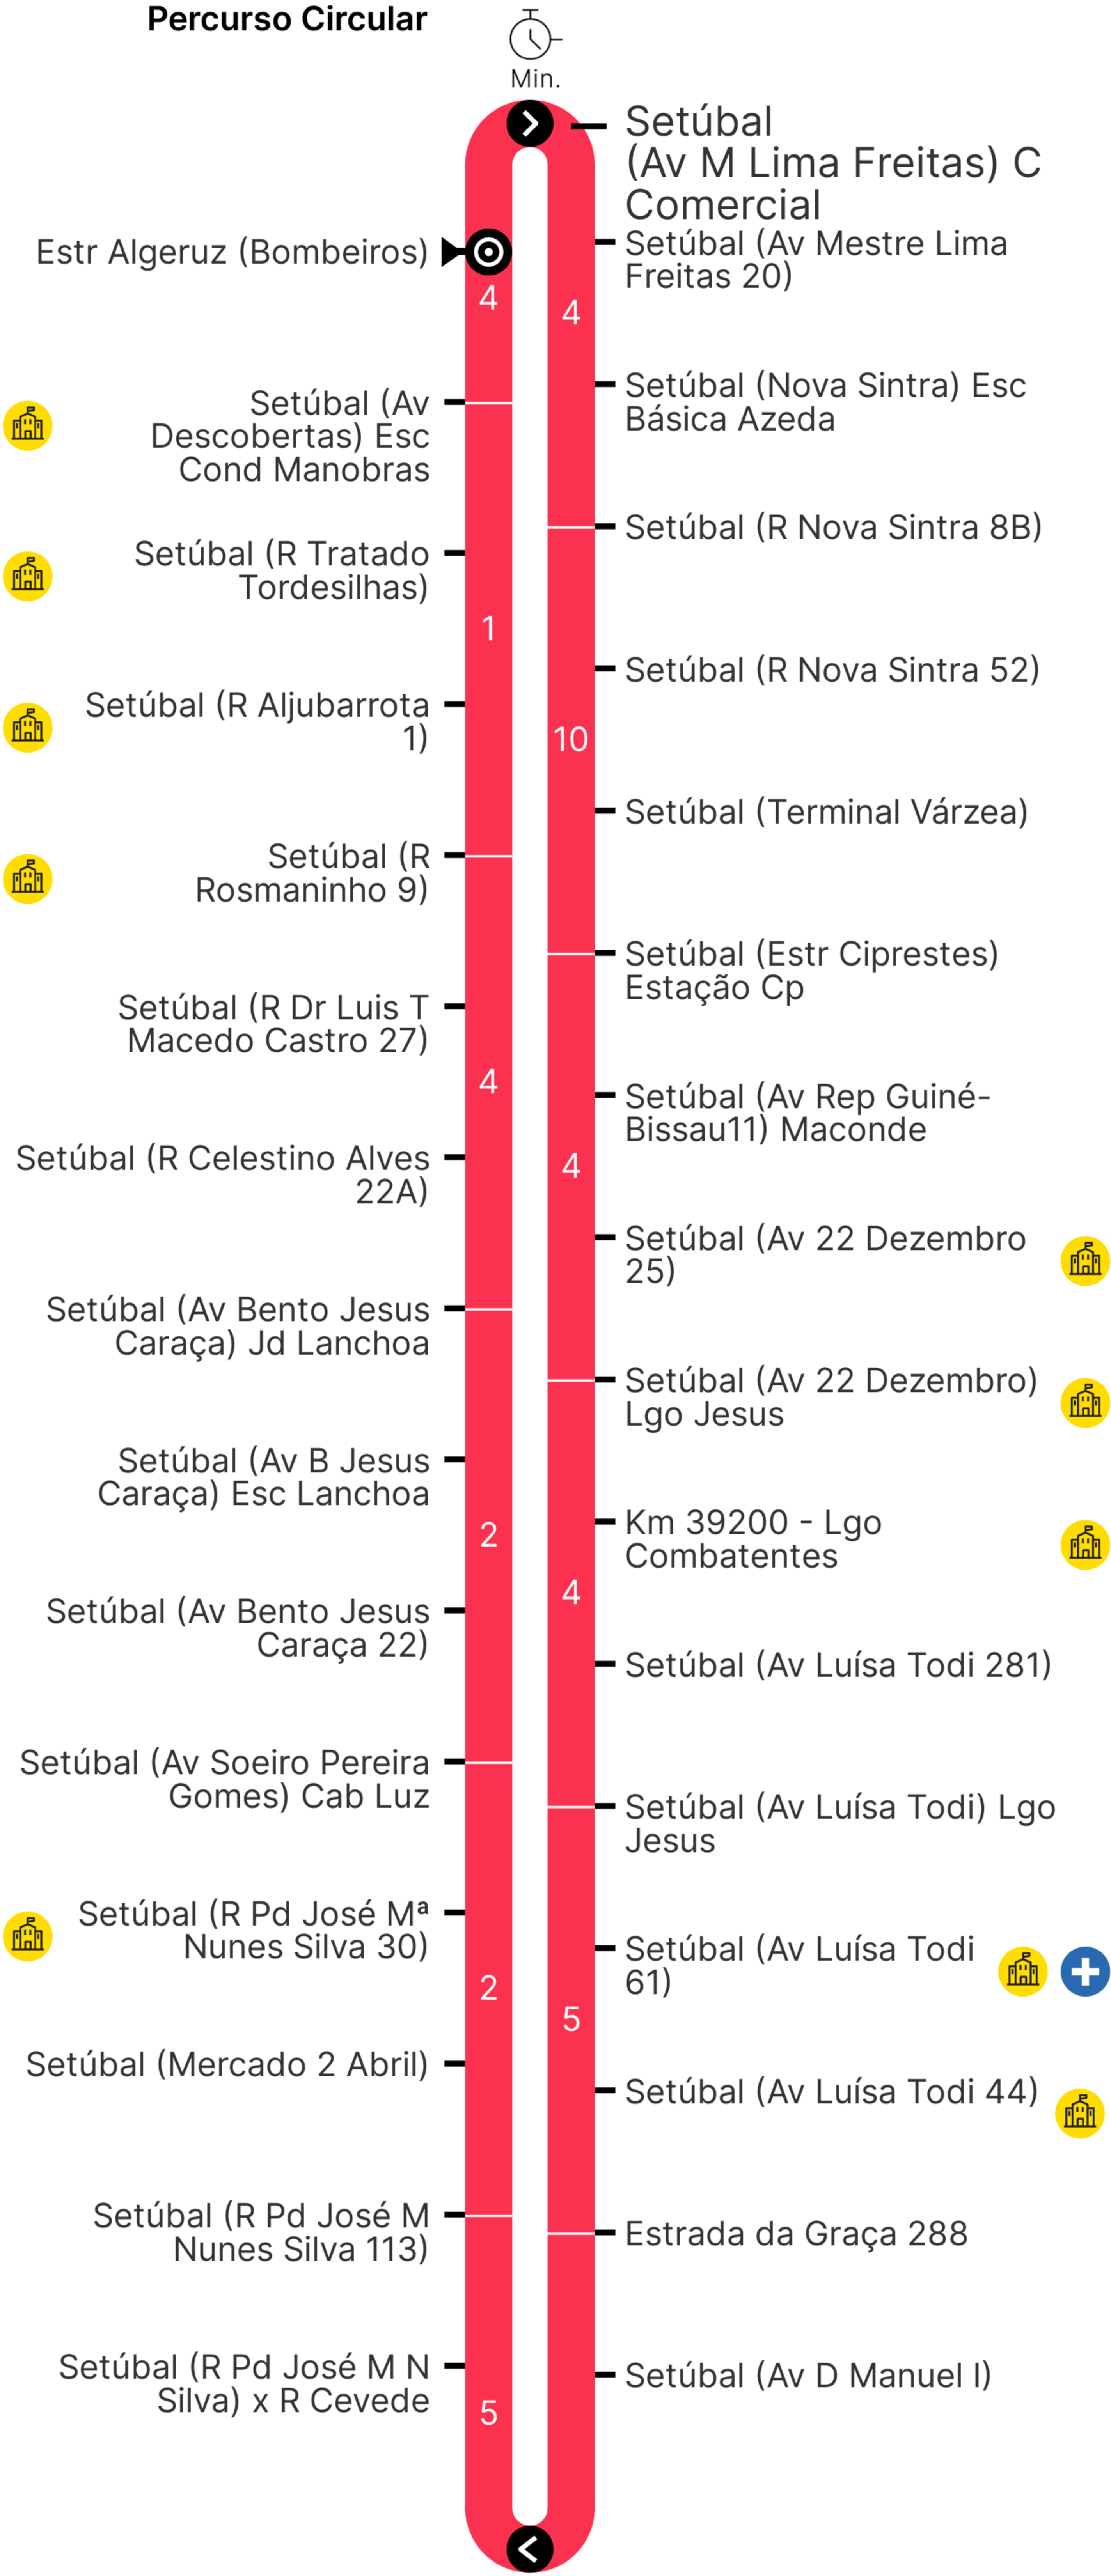 Percurso Circular
Min.
Setúbal
(Av M Lima Freitas) C
Comercial
Setúbal (Av Mestre Lima
Freitas 20)
4
Setúbal (Nova Sintra) Esc
Básica Azeda
Setúbal (R Nova Sintra 8B)
Setúbal (R Nova Sintra 52)
10
Setúbal (Terminal Várzea)
Setúbal (Estr Ciprestes)
Estação Cp
Setúbal (Av Rep Guiné-
Bissau11) Maconde
4
Setúbal (Av 22 Dezembro
25)
Setúbal (Av 22 Dezembro)
Lgo Jesus
Km 39200 - Lgo
Combatentes
4
Setúbal (Av Luísa Todi 281)
Setúbal (Av Luísa Todi) Lgo
Jesus
Setúbal (Av Luísa Todi
61)
5
Setúbal (Av Luísa Todi 44)
Estrada da Graça 288
Setúbal (Av D Manuel I)
Estr Algeruz (Bombeiros)
4
Setúbal (Av
Descobertas) Esc
Cond Manobras
Setúbal (R Tratado
Tordesilhas)
1
Setúbal (R Aljubarrota
1)
Setúbal (R
Rosmaninho 9)
Setúbal (R Dr Luis T
Macedo Castro 27)
4
Setúbal (R Celestino Alves
22A)
Setúbal (Av Bento Jesus
Caraça) Jd Lanchoa
Setúbal (Av B Jesus
Caraça) Esc Lanchoa
2
Setúbal (Av Bento Jesus
Caraça 22)
Setúbal (Av Soeiro Pereira
Gomes) Cab Luz
Setúbal (R Pd José Mª
Nunes Silva 30)
2
Setúbal (Mercado 2 Abril)
Setúbal (R Pd José M
Nunes Silva 113)
Setúbal (R Pd José M N
Silva) x R Cevede
5